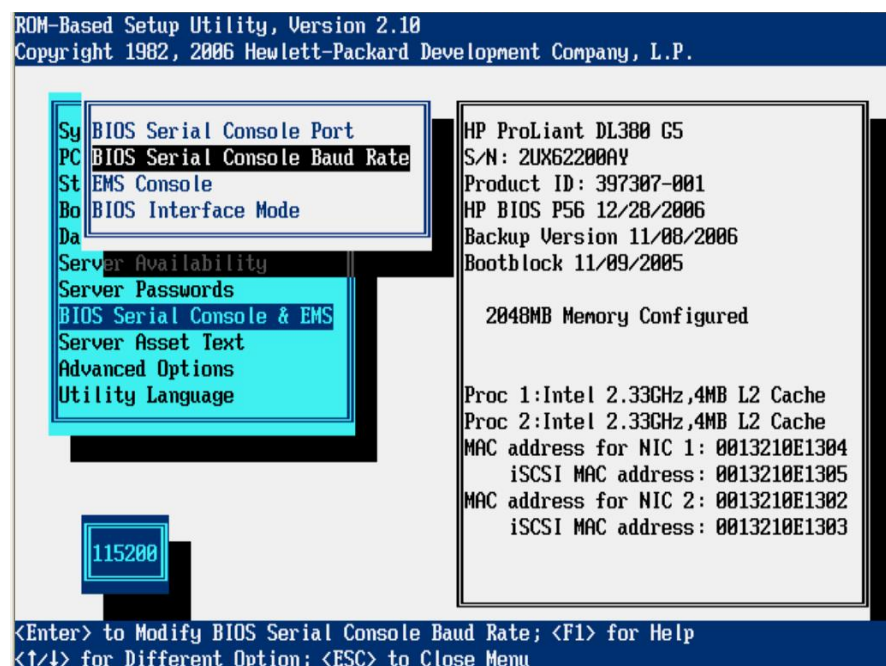 ROM-Based Setup Utility, Version 2.10
Copyright 1982, 2006 Hewlett-Packard Development Company, L.P.
BIOS Serial Console Port
BIOS Serial Console Baud Rate
EMS Console
BIOS Interface Mode
Sy
PC
St
Bo
Da
Server Availability
Server Passwords
BIOS Serial Console & EMS
Server Asset Text
Advanced Options
Utility Language
115200
HP ProLiant DL380 G5
S/N: 2UX62200AY
Product ID: 397307-001
HP BIOS P56 12/28/2006
Backup Version 11/08/2006
Bootblock 11/09/2005
2048MB Memory Configured
Proc 1:Intel 2.33GHz,4MB L2 Cache
Proc 2:Intel 2.33GHz,4MB L2 Cache
MAC address for NIC 1: 0013210E1304
iSCSI MAC address: 0013210E1305
MAC address for NIC 2: 0013210E1302
iSCSI MAC address: 0013210E1303
<Enter> to Modify BIOS Serial Console Baud Rate; <F1> for Help
<↑/↓> for Different Option; <ESC> to Close Menu